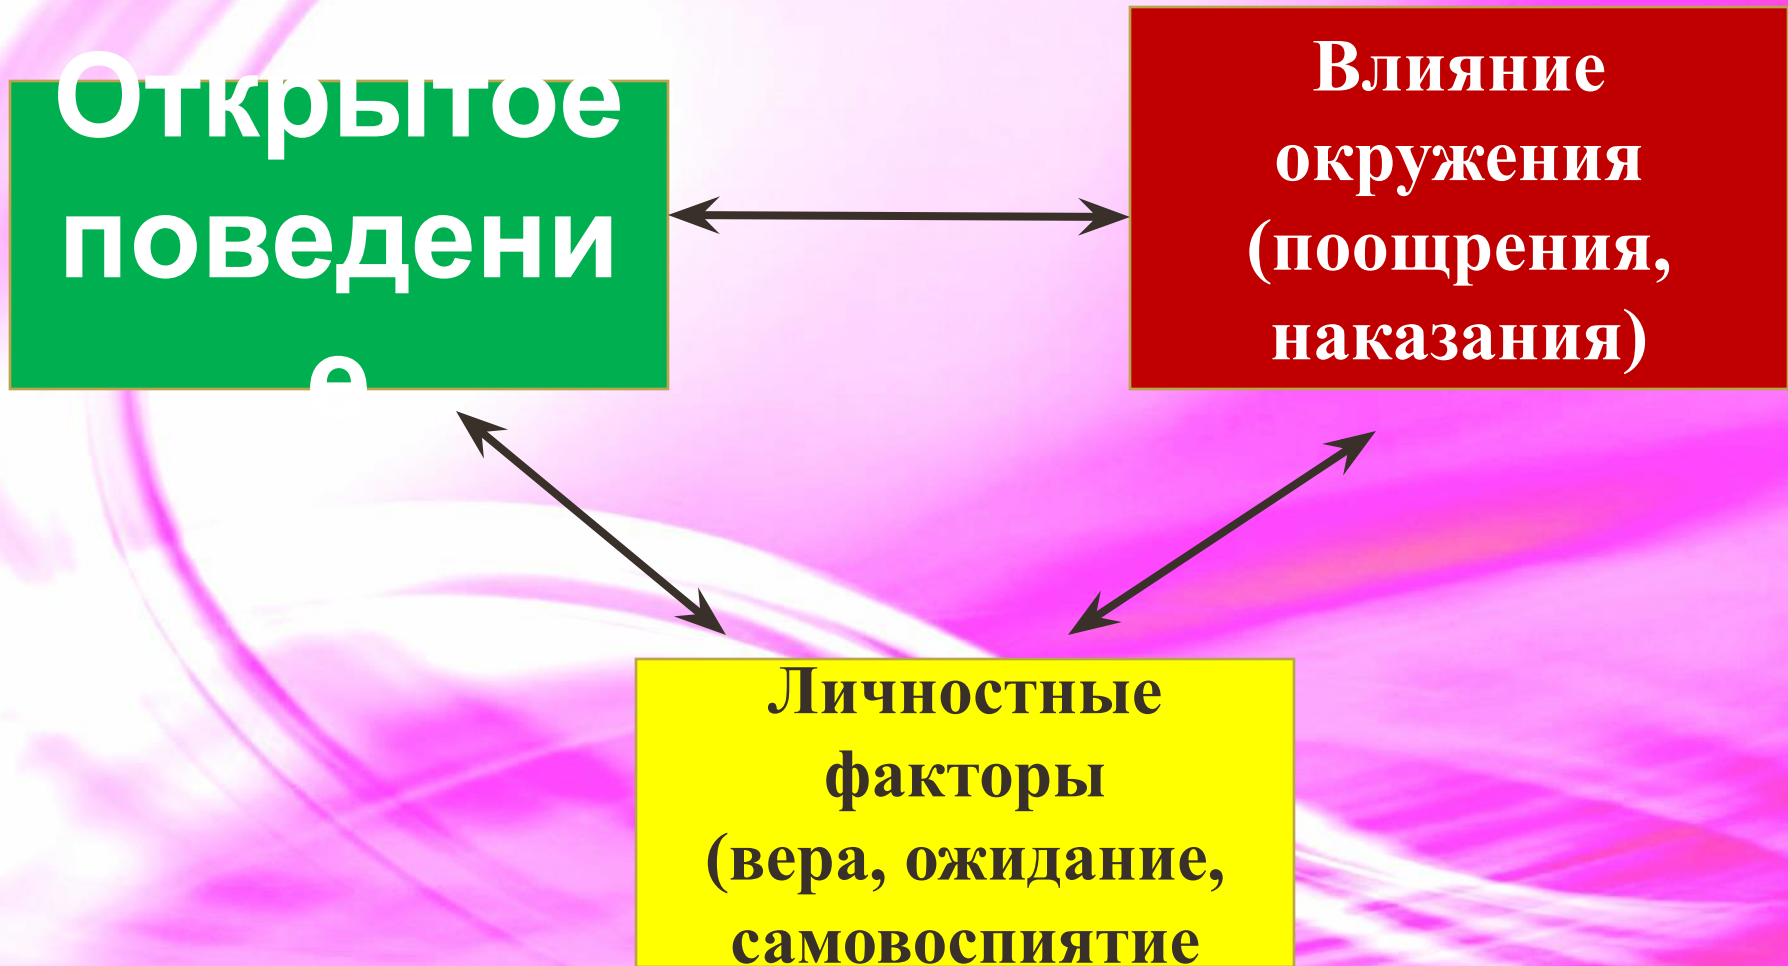 Открытое
поведени
е
Влияние
окружения
(поощрения,
наказания)
Личностные
факторы
(вера, ожидание,
самовоспиятие